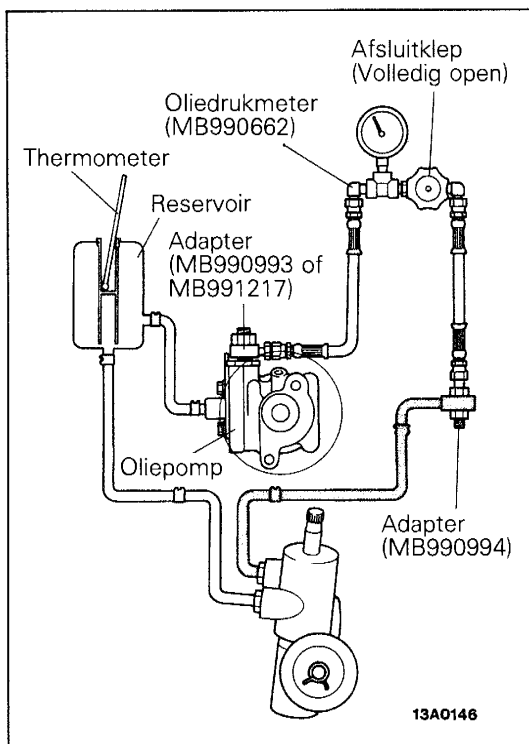 Afsluitklep
(Volledig open)
Oliedrukmeter
(MB990662)
Thermometer
Reservoir
Adapter
(MB990993 of
MB991217)
Oliepomp
Adapter
(MB990994)
13A0146